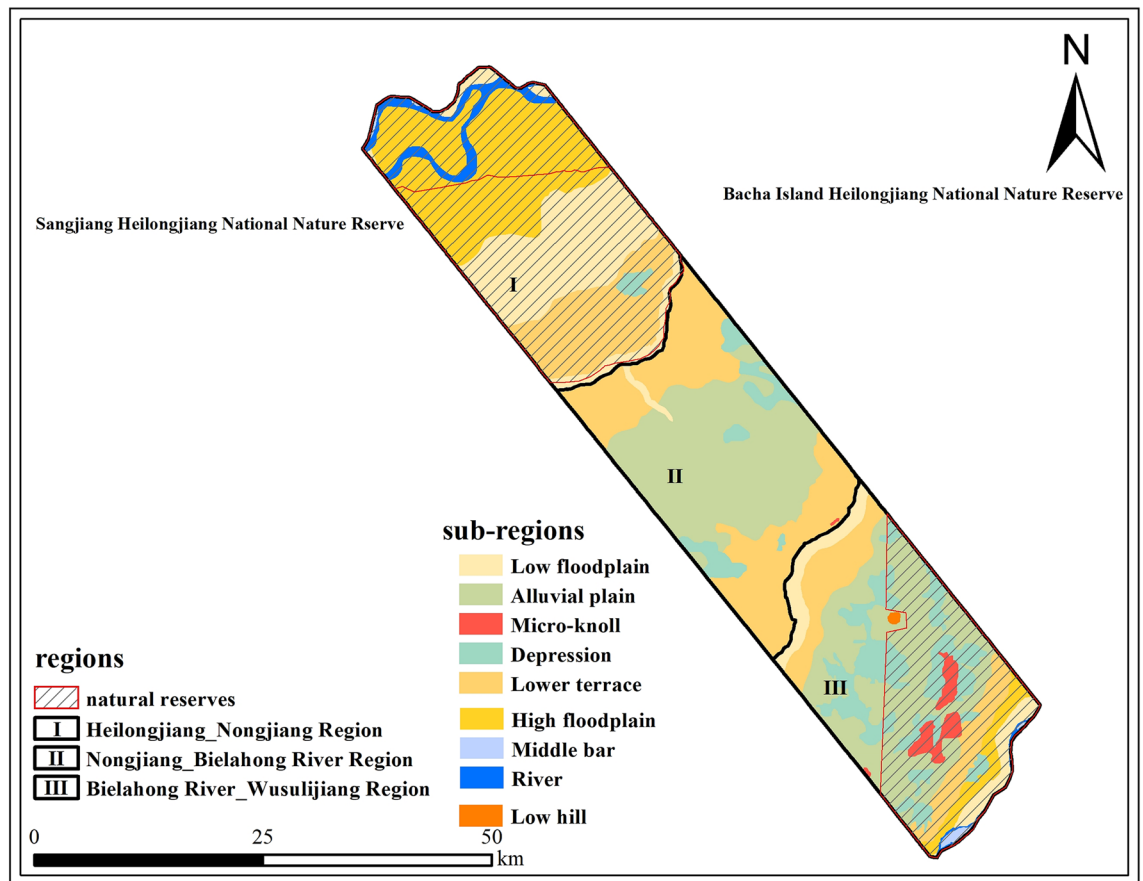 N
Bacha Island Heilongjiang National Nature Reserve
Sangjiang Heilongjiang National Nature Rserve
I
II
III
sub-regions
Low floodplain
Alluvial plain
Micro-knoll
Depression
Lower terrace
High floodplain
Middle bar
River
Low hill
regions
natural reserves
I Heilongjiang_Nongjiang Region
II Nongjiang_Bielahong River Region
III Bielahong River_Wusulijiang Region
0 25 50
km